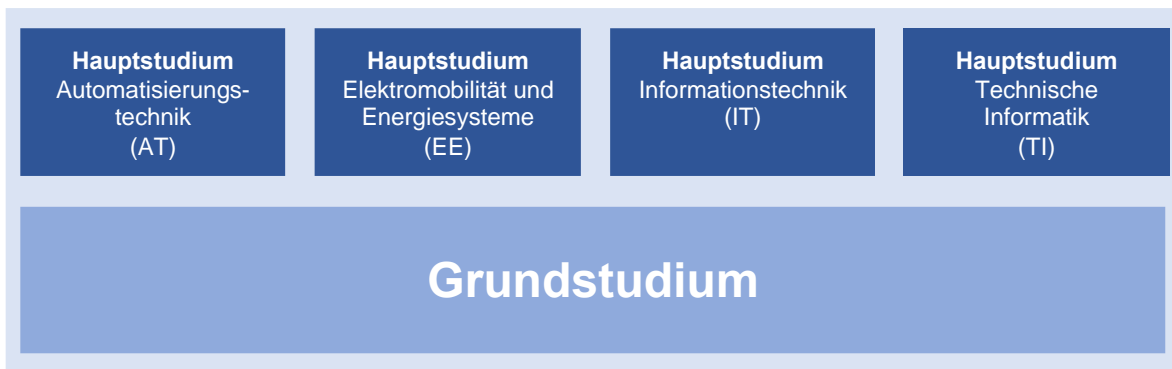 Hauptstudium
Automatisierungs-
technik
(AT)
Hauptstudium
Elektromobilität und
Energiesysteme
(EE)
Hauptstudium
Informationstechnik
(IT)
Hauptstudium
Technische
Informatik
(TI)
Grundstudium